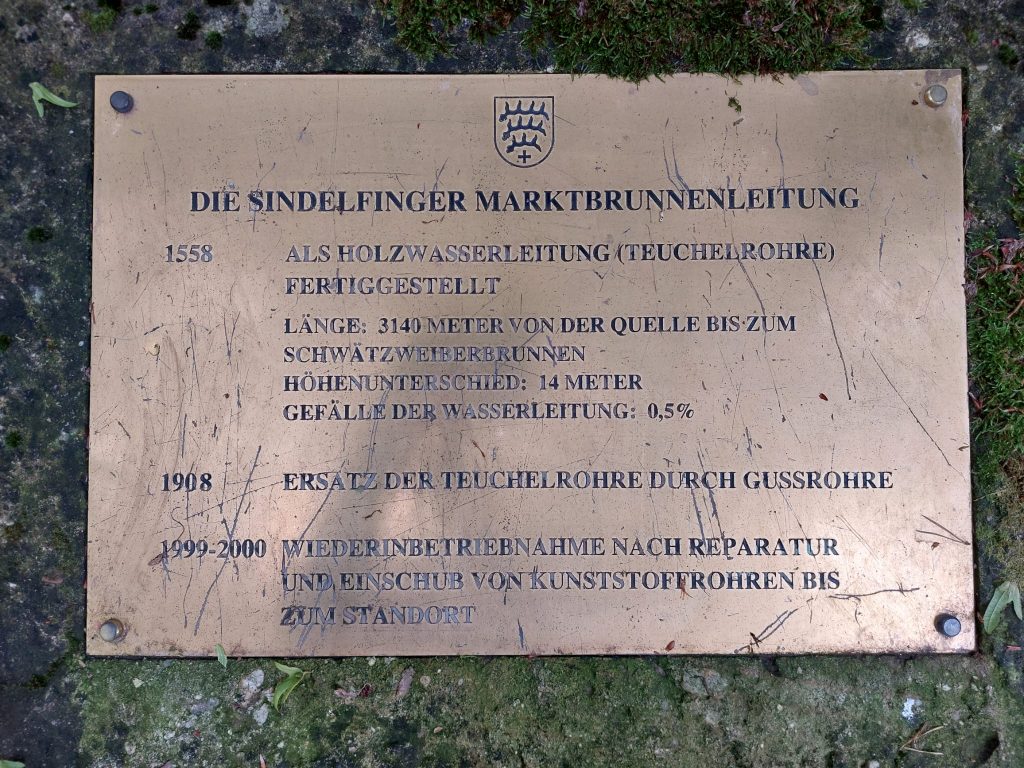 DIE SINDELFINGER MARKTBRUNNENLEITUNG
1558 ALS HOLZWASSERLEITUNG (TEUCHELROHRE)
FERTIGGESTELLT
LÄNGE: 3140 METER VON DER QUELLE BIS ZUM
SCHWÄTZWEIBERBRUNNEN
HÖHENUNTERSCHIED: 14 METER
GEFÄLLE DER WASSERLEITUNG: 0,5%
1908 ERSATZ DER TEUCHELROHRE DURCH GUSSROHRE
1999-2000 WIEDERINBETRIEBNAHME NACH REPARATUR
UND EINSCHUB VON KUNSTSTOFFROHREN BIS
ZUM STANDORT